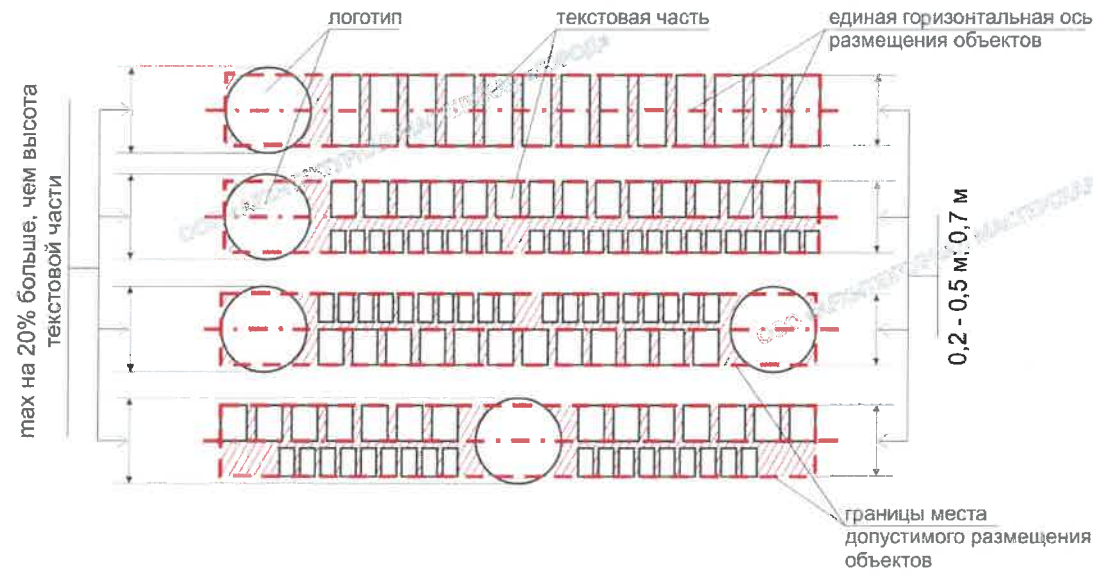 логотип
текстовая часть
единая горизонтальная ось
размещения объектов
max на 20% больше, чем высота
текстовой части
0,2 - 0,5 м; 0,7 м
границы места
допустимого размещения
объектов